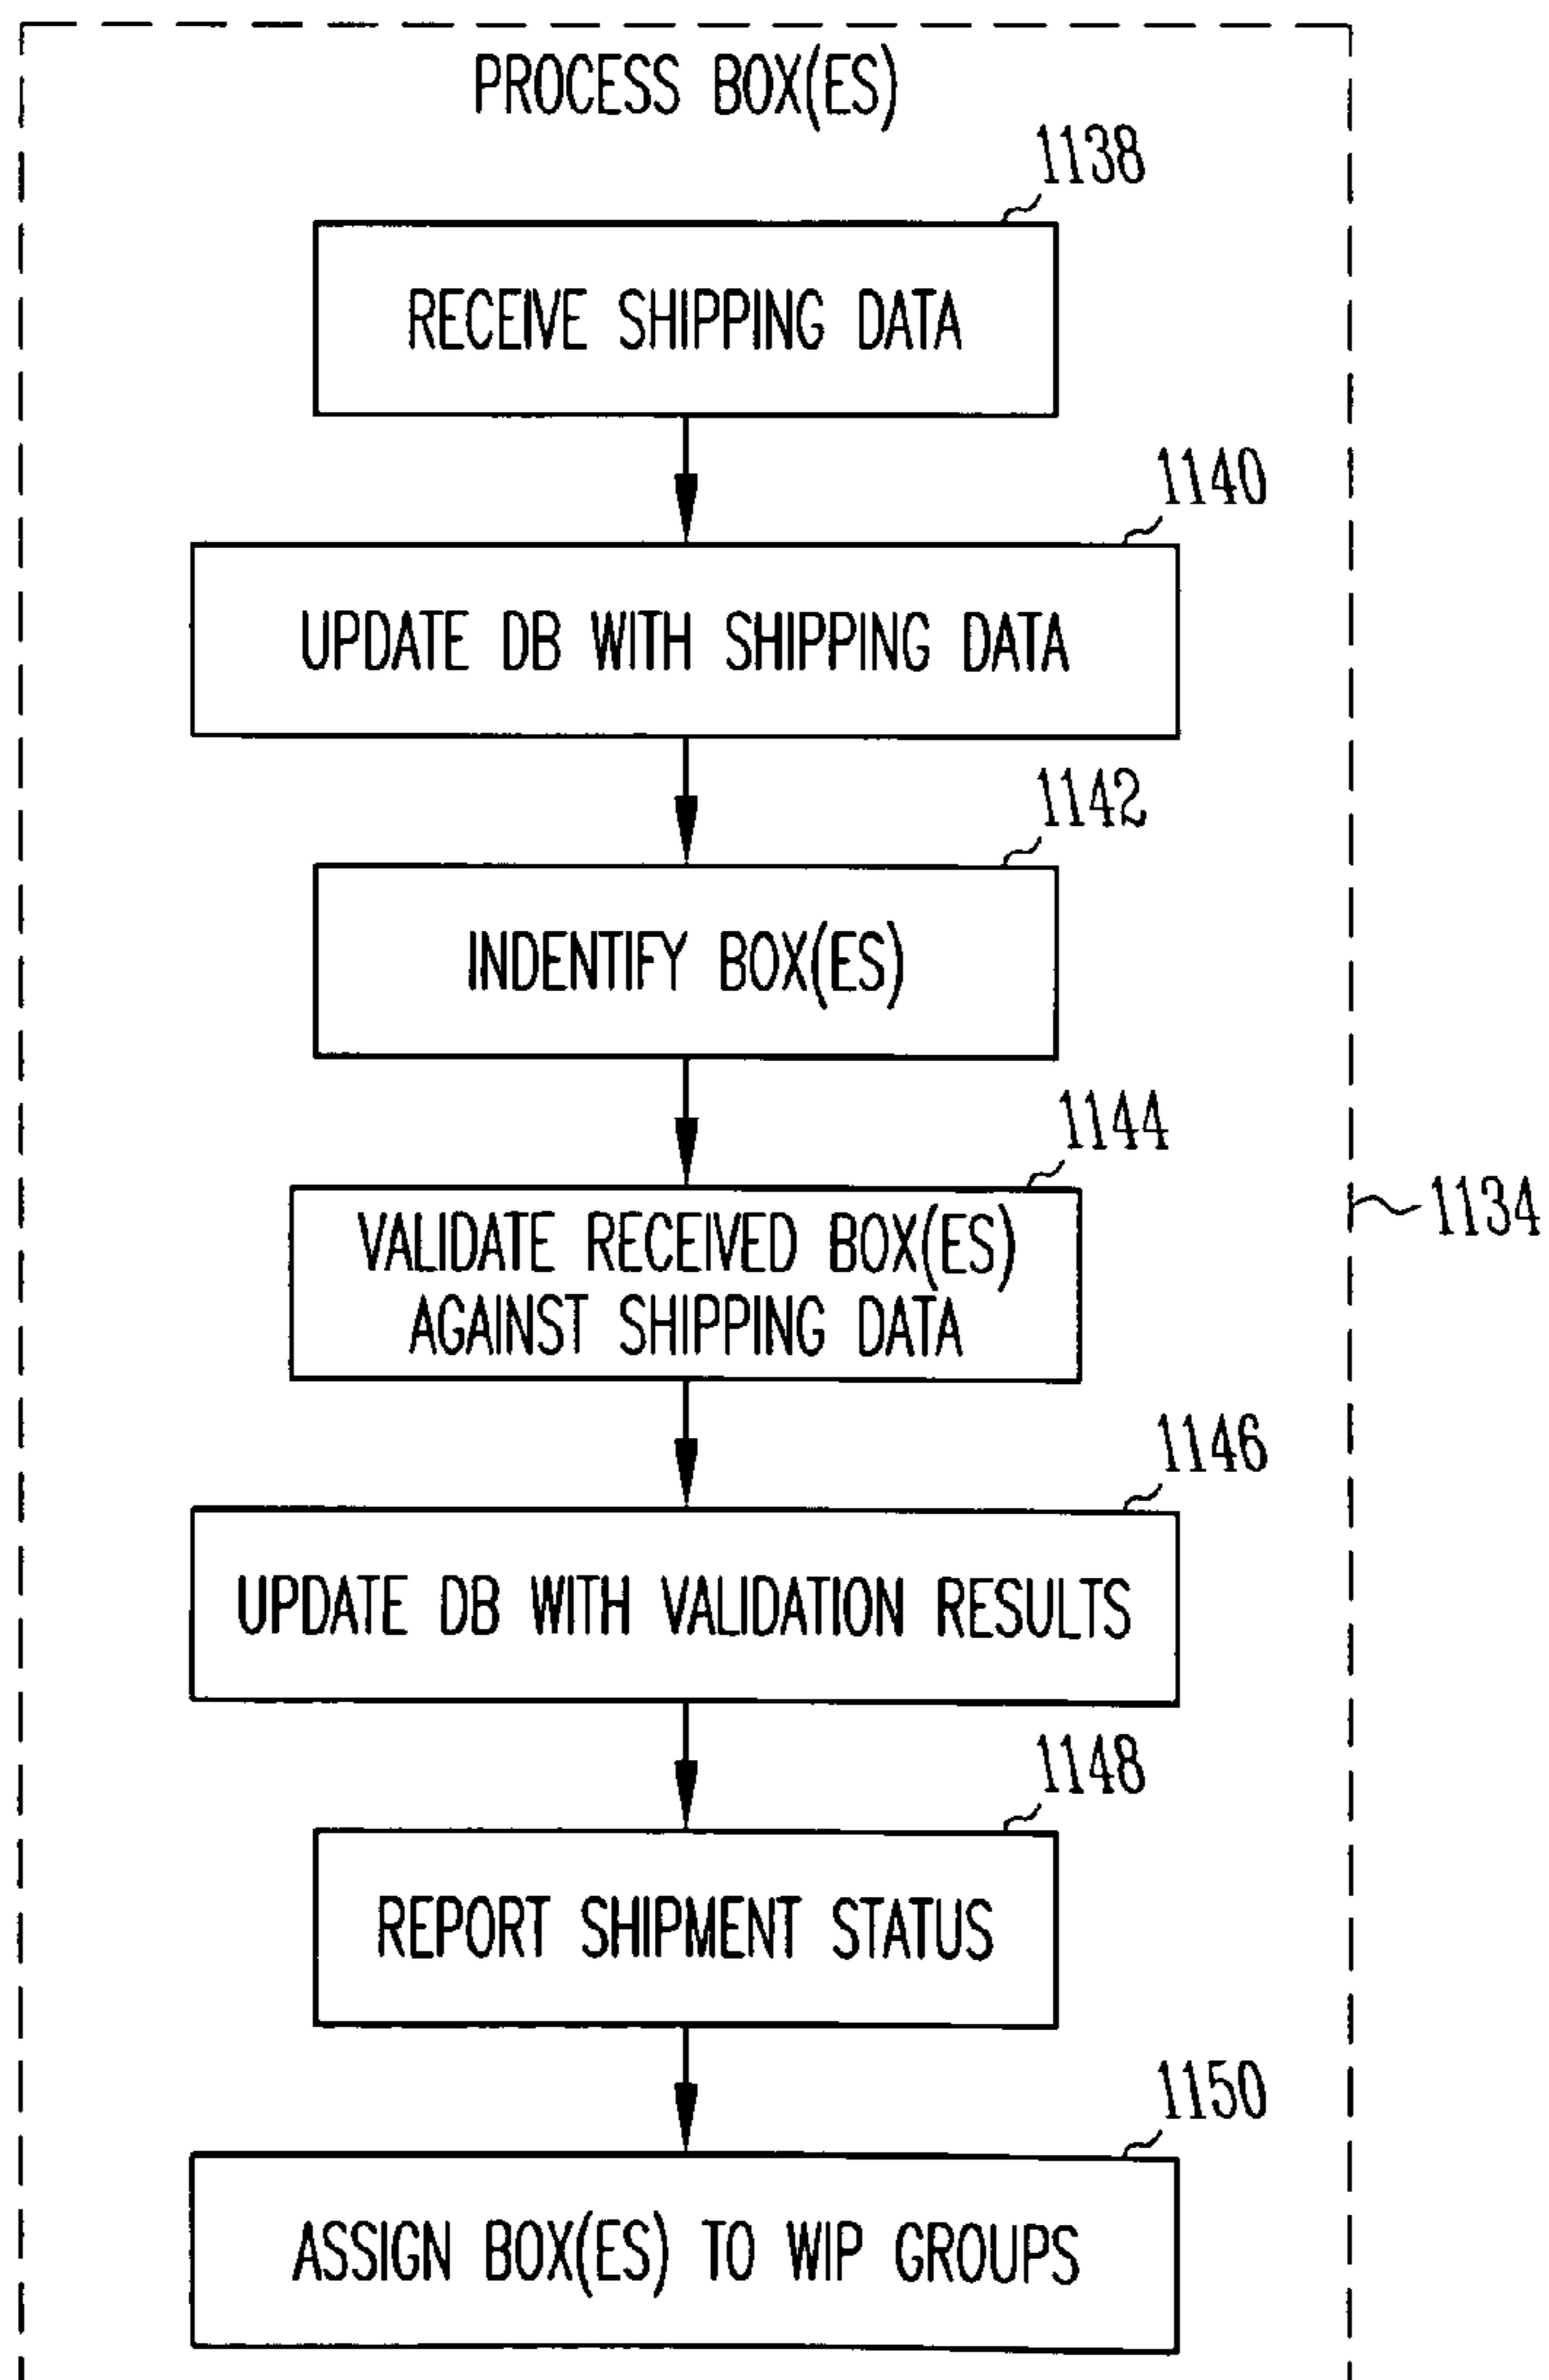 PROCESS BOX(ES)
1138
RECEIVE SHIPPING DATA
1140
UPDATE DB WITH SHIPPING DATA
1142
INDENTIFY BOX(ES)
1144
VALIDATE RECEIVED BOX(ES)
AGAINST SHIPPING DATA
1134
1146
UPDATE DB WITH VALIDATION RESULTS
1148
REPORT SHIPMENT STATUS
1150
ASSIGN BOX(ES) TO WIP GROUPS